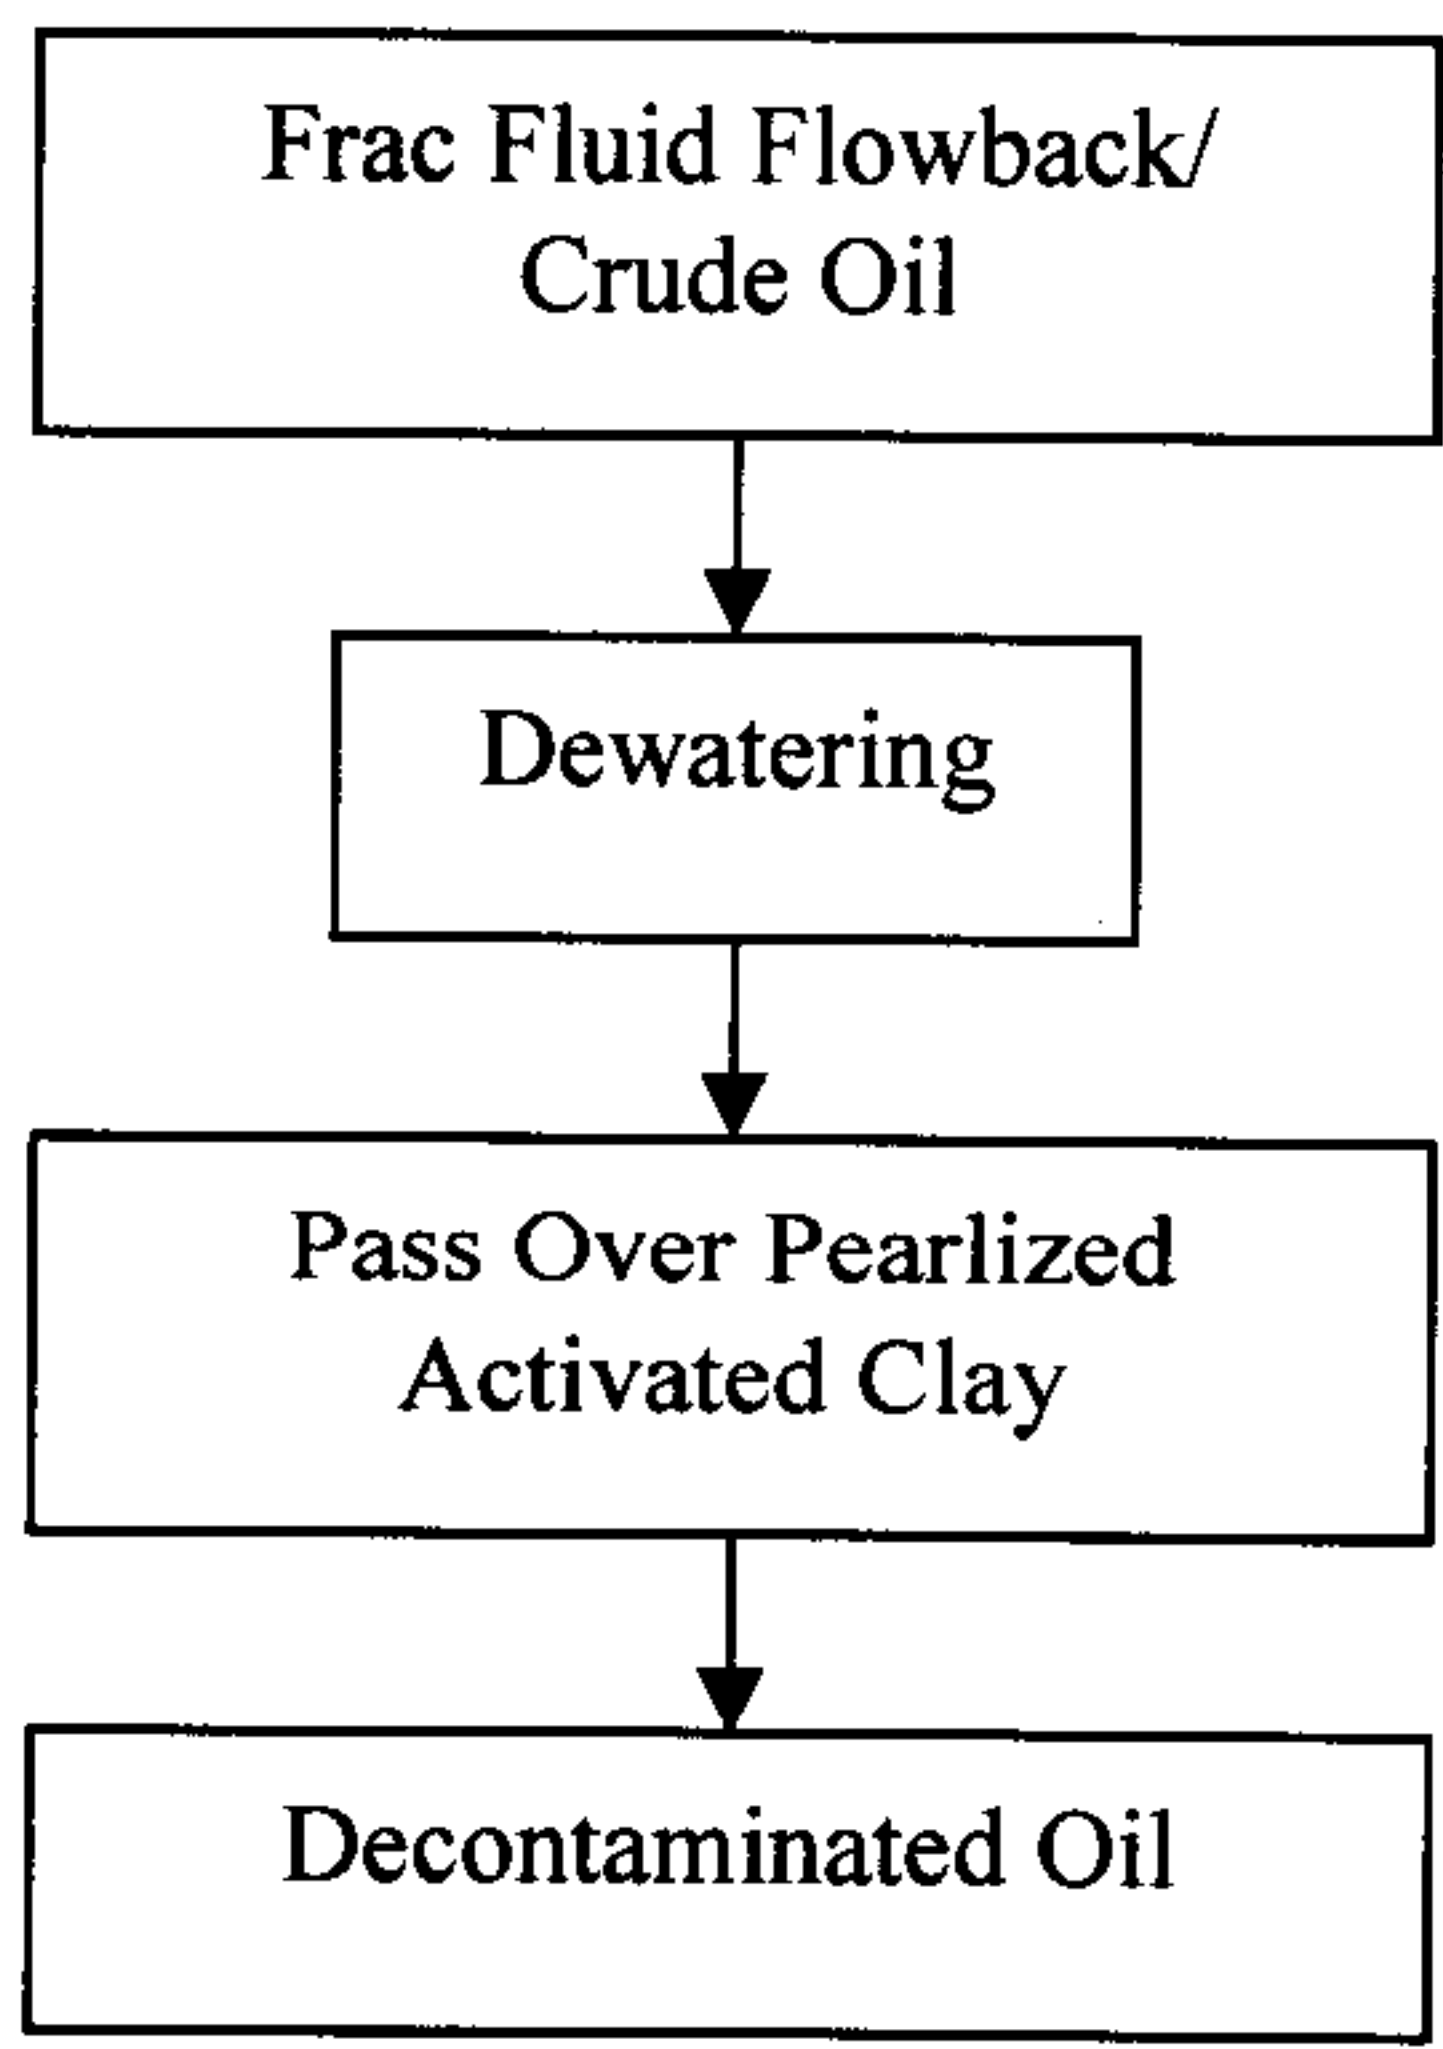 Frac Fluid Flowback/
Crude Oil
Dewatering
Pass Over Pearlized
Activated Clay
Decontaminated Oil